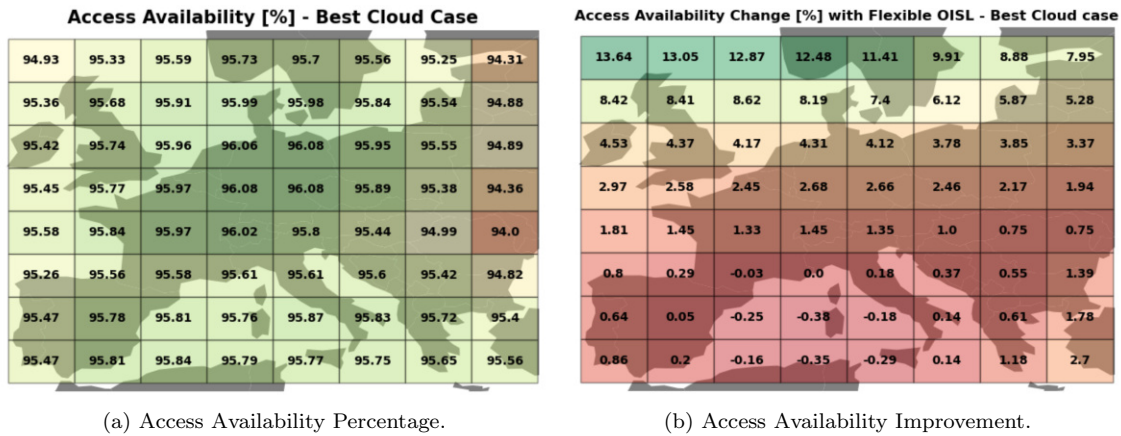 Access Availability [%] - Best Cloud Case
94.93 95.33 95.59 95.73 95.7 95.56 95.25 94.31
95.36 95.68 95.91 95.99 95.98 95.84 95.54 94.88
95.42 95.74 95.96 96.06 96.08 95.95 95.55 94.89
95.45 95.77 95.97 96.08 96.08 95.89 95.38 94.36
95.58 95.84 95.97 96.02 95.8 95.44 94.99 94.0
95.26 95.56 95.58 95.61 95.61 95.6 95.42 94.82
95.47 95.78 95.81 95.76 95.87 95.83 95.72 95.4
95.47 95.81 95.84 95.79 95.77 95.75 95.65 95.56
(a) Access Availability Percentage.
Access Availability Change [%] with Flexible OISL - Best Cloud case
13.64 13.05 12.87 12.48 11.41 9.91 8.88 7.95
8.42 8.41 8.62 8.19 7.4 6.12 5.87 5.28
4.53 4.37 4.17 4.31 4.12 3.78 3.85 3.37
2.97 2.58 2.45 2.68 2.66 2.46 2.17 1.94
1.81 1.45 1.33 1.45 1.35 1.0 0.75 0.75
0.8 0.29 -0.03 0.0 0.18 0.37 0.55 1.39
0.64 0.05 -0.25 -0.38 -0.18 0.14 0.61 1.78
0.86 0.2 -0.16 -0.35 -0.29 0.14 1.18 2.7
(b) Access Availability Improvement.